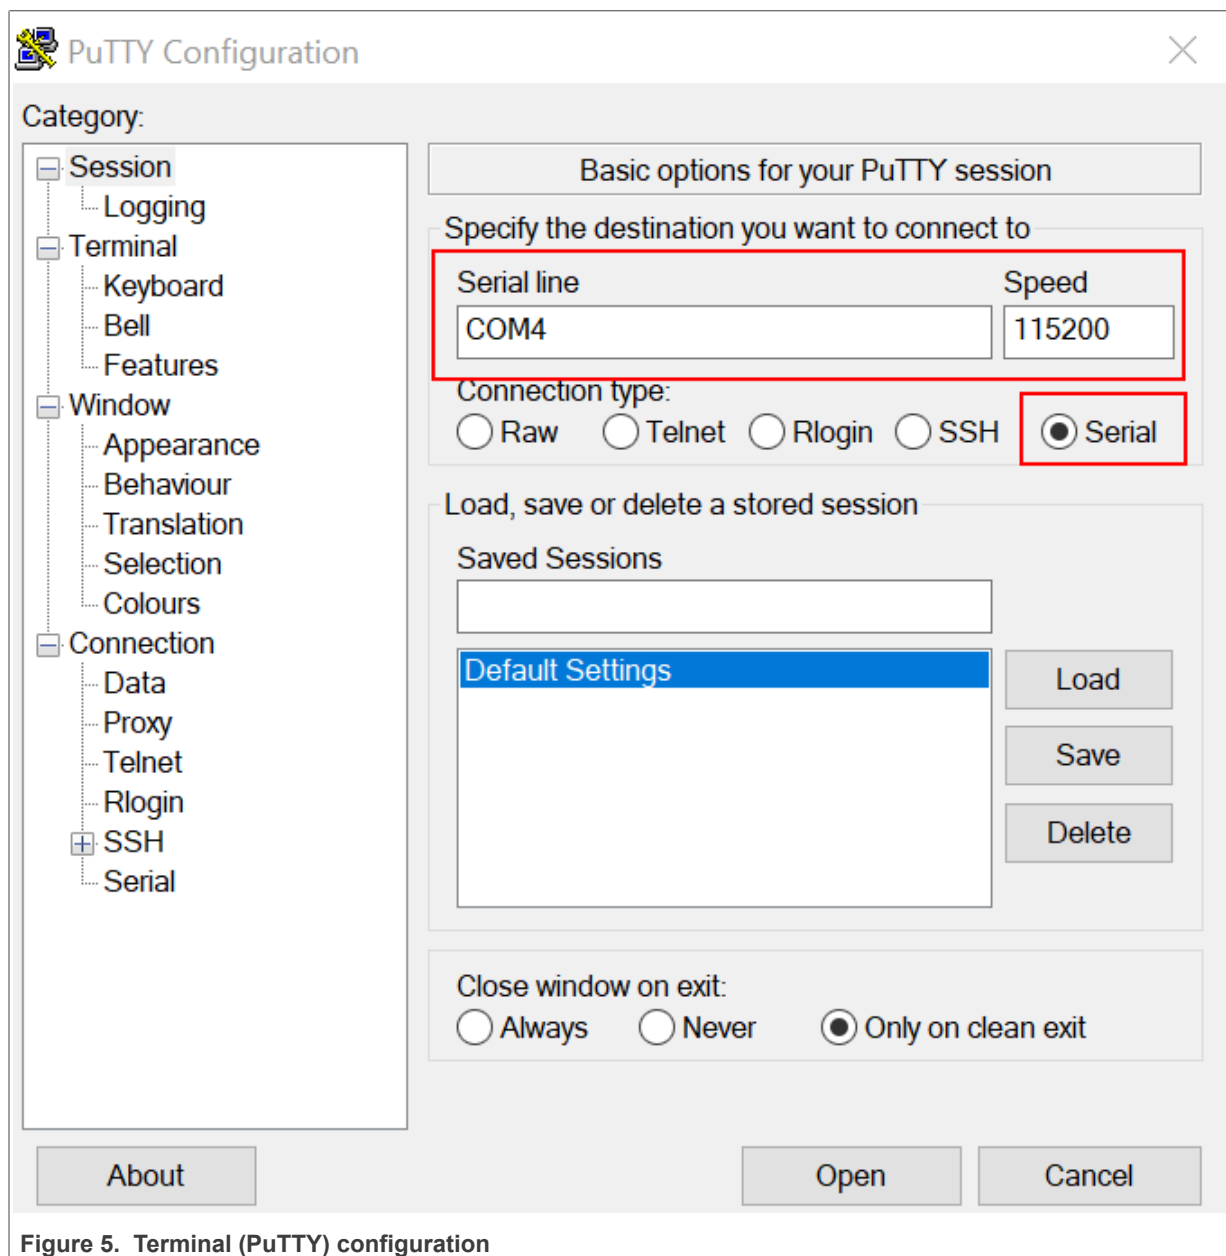 PuTTY Configuration
Category:
Session
Logging
Terminal
Keyboard
Bell
Features
Window
Appearance
Behaviour
Translation
Selection
Colours
Connection
Data
Proxy
Telnet
Rlogin
SSH
Serial
Basic options for your PuTTY session
Specify the destination you want to connect to
Serial line Speed
COM4 115200
Connection type:
Raw Telnet Rlogin SSH Serial
Load, save or delete a stored session
Saved Sessions
Default Settings
Load
Save
Delete
Close window on exit:
Always Never Only on clean exit
About Open Cancel
Figure 5. Terminal (PuTTY) configuration